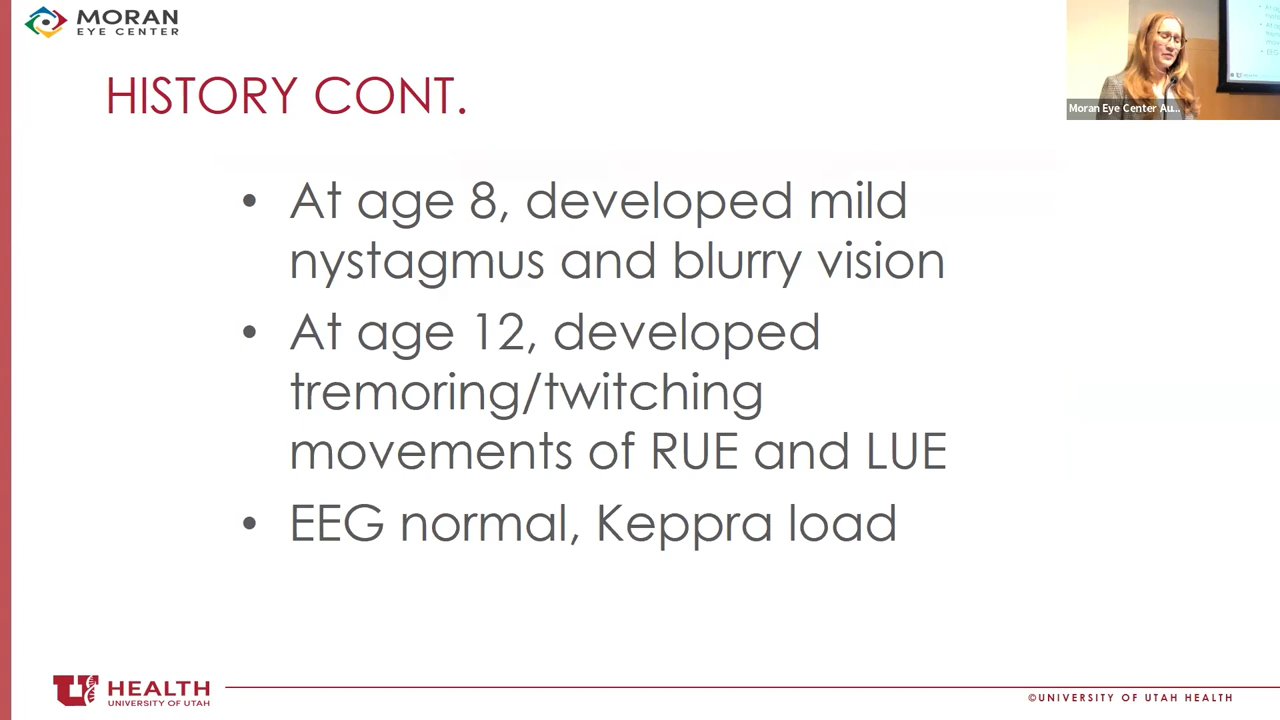 MORAN
EYE CENTER
HISTORY CONT.
Moran Eye Center Au...
• At age 8, developed mild
nystagmus and blurry vision
• At age 12, developed
tremoring/twitching
movements of RUE and LUE
• EEG normal, Keppra load
U HEALTH
UNIVERSITY OF UTAH
©UNIVERSITY OF UTAH HEALTH